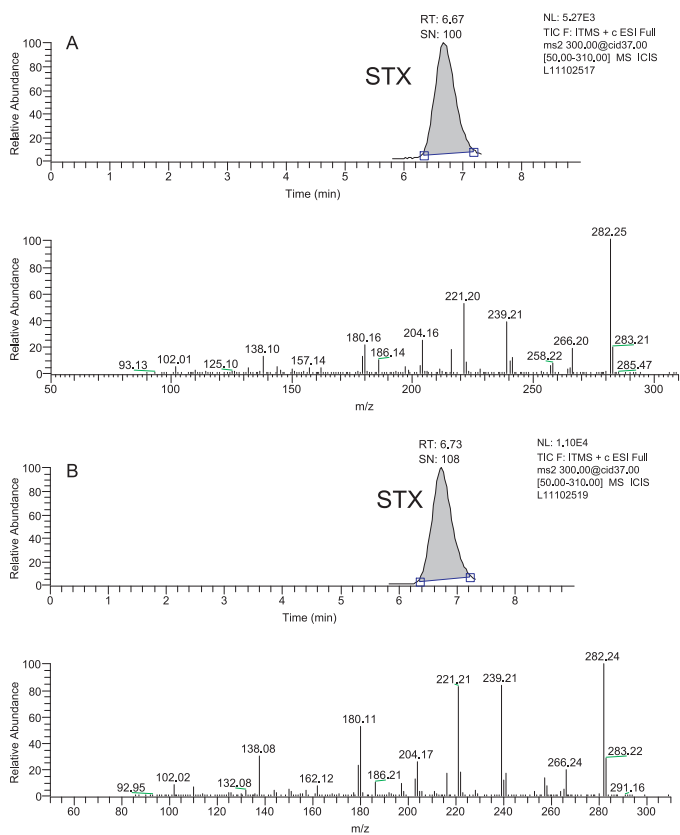 A
RT: 6.67
SN: 100
STX
NL: 5.27E3
TIC F: ITMS + c ESI Full
ms2 300.00@cid37.00
[50.00-310.00] MS ICIS
L11102517
Relative Abundance
100
80
60
40
20
0
0 1 2 3 4 5 6 7 8
Time (min)
Relative Abundance
100
80
60
40
20
0
282.25
221.20
239.21
204.16
180.16
186.14
138.10
157.14
125.10
102.01
93.13
258.22
266.20
283.21
285.47
50 100 150 200 250 300
m/z
B
RT: 6.73
SN: 108
STX
NL: 1.10E4
TIC F: ITMS + c ESI Full
ms2 300.00@cid37.00
[50.00-310.00] MS ICIS
L11102519
Relative Abundance
100
80
60
40
20
0
0 1 2 3 4 5 6 7 8
Time (min)
Relative Abundance
100
80
60
40
20
0
282.24
221.21
239.21
180.11
138.08
204.17
186.21
162.12
132.08
102.02
92.95
266.24
283.22
291.16
60 80 100 120 140 160 180 200 220 240 260 280 300
m/z